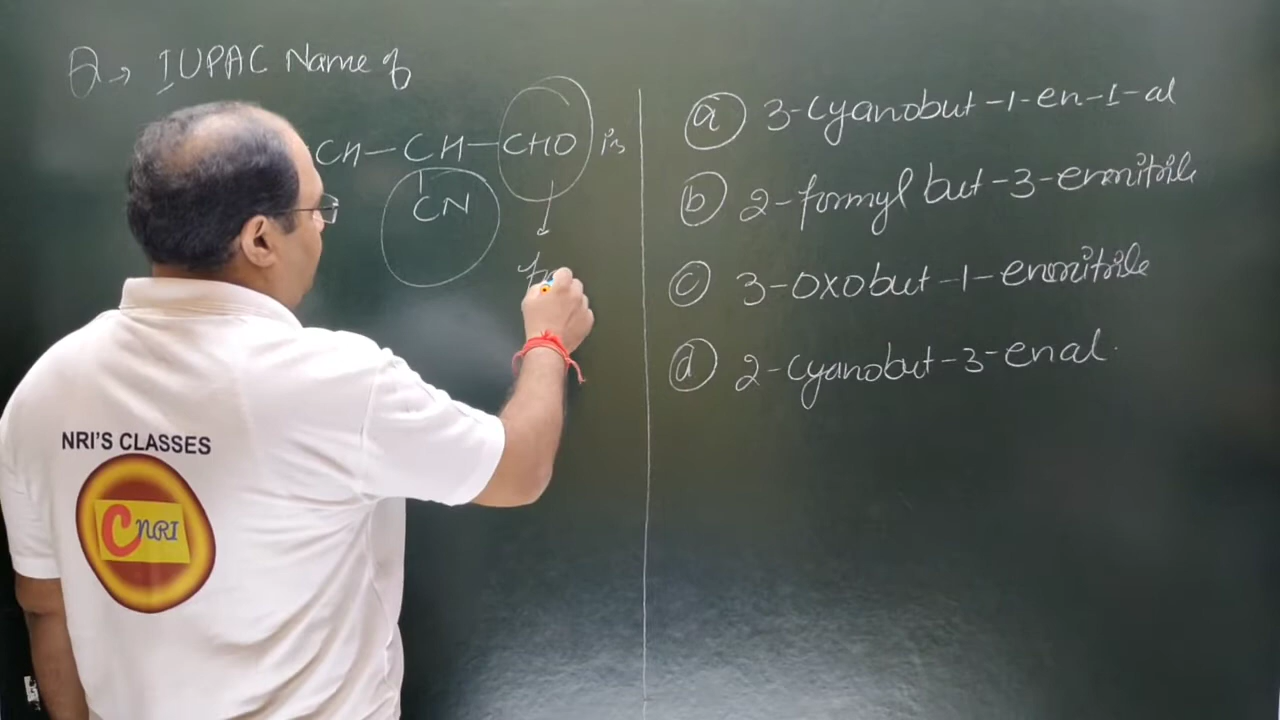 Q → IUPAC Name of
CH — CH — CHO is
CN
↓
(a) 3-Cyanobut-1-en-1-al
(b) 2-formyl but-3-enenitrile
(c) 3-oxobut-1-enenitrile
(d) 2-Cyanobut-3-enal.
NRI'S CLASSES
C NRI